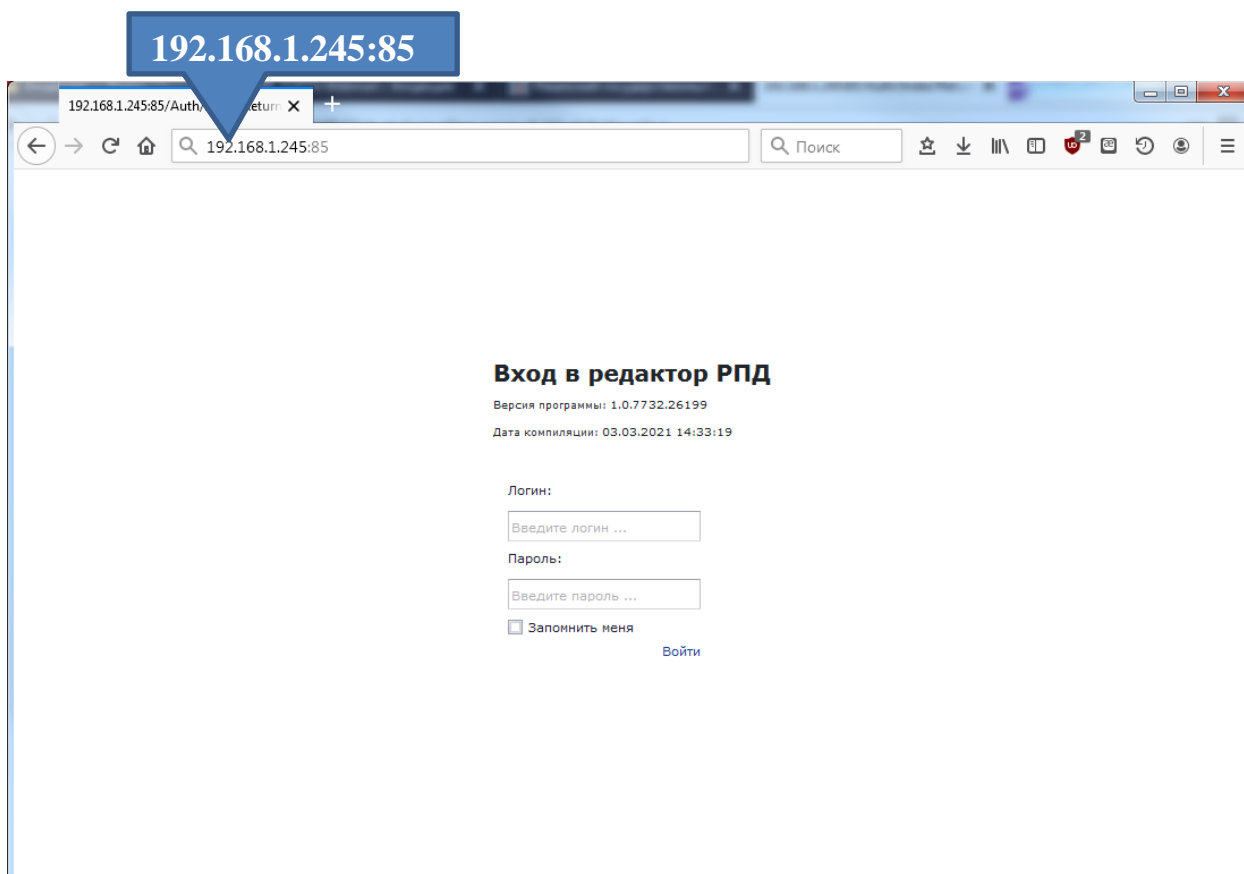 192.168.1.245:85
192.168.1.245:85/Auth/
eturn
192.168.1.245:85
Поиск
2
Вход в редактор РПД
Версия программы: 1.0.7732.26199
Дата компиляции: 03.03.2021 14:33:19
Логин:
Введите логин ...
Пароль:
Введите пароль ...
Запомнить меня
Войти